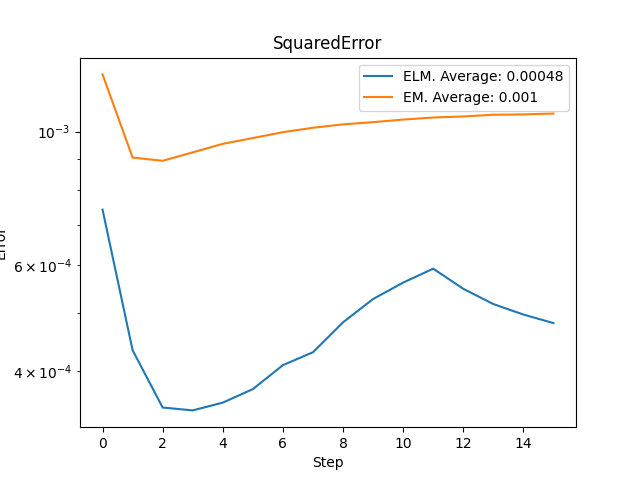 SquaredError
ELM. Average: 0.00048
EM. Average: 0.001
10⁻³
6 × 10⁻⁴
4 × 10⁻⁴
Error
0 2 4 6 8 10 12 14
Step